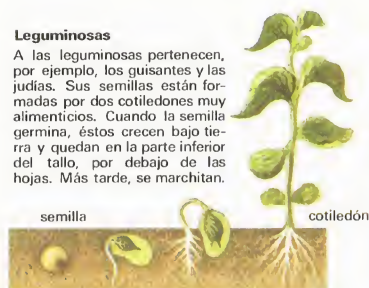 Leguminosas
A las leguminosas pertenecen,
por ejemplo, los guisantes y las
judías. Sus semillas están for-
madas por dos cotiledones muy
alimenticios. Cuando la semilla
germina, éstos crecen bajo tie-
rra y quedan en la parte inferior
del tallo, por debajo de las
hojas. Más tarde, se marchitan.
semilla
cotiledón